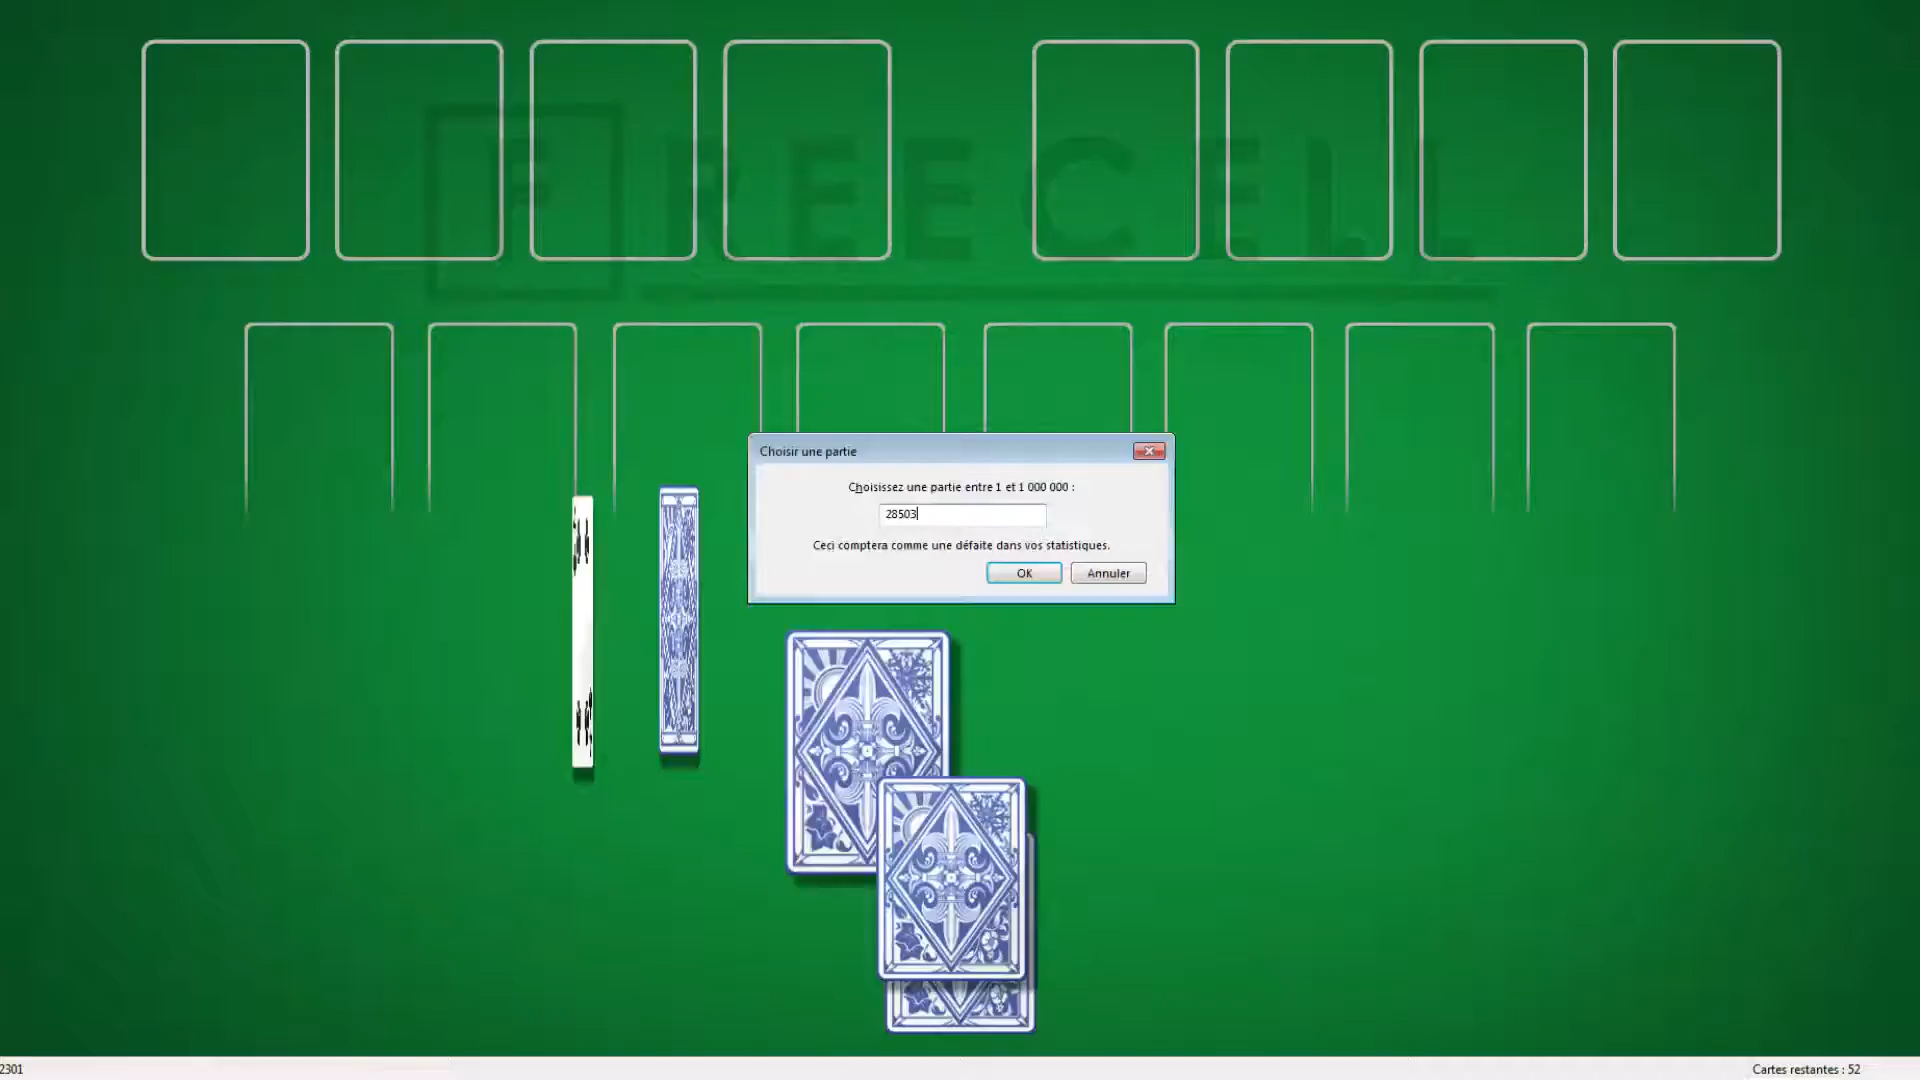 FREECELL
Choisir une partie
Choisissez une partie entre 1 et 1 000 000 :
28503
Ceci comptera comme une défaite dans vos statistiques.
OK
Annuler
2301
Cartes restantes : 52